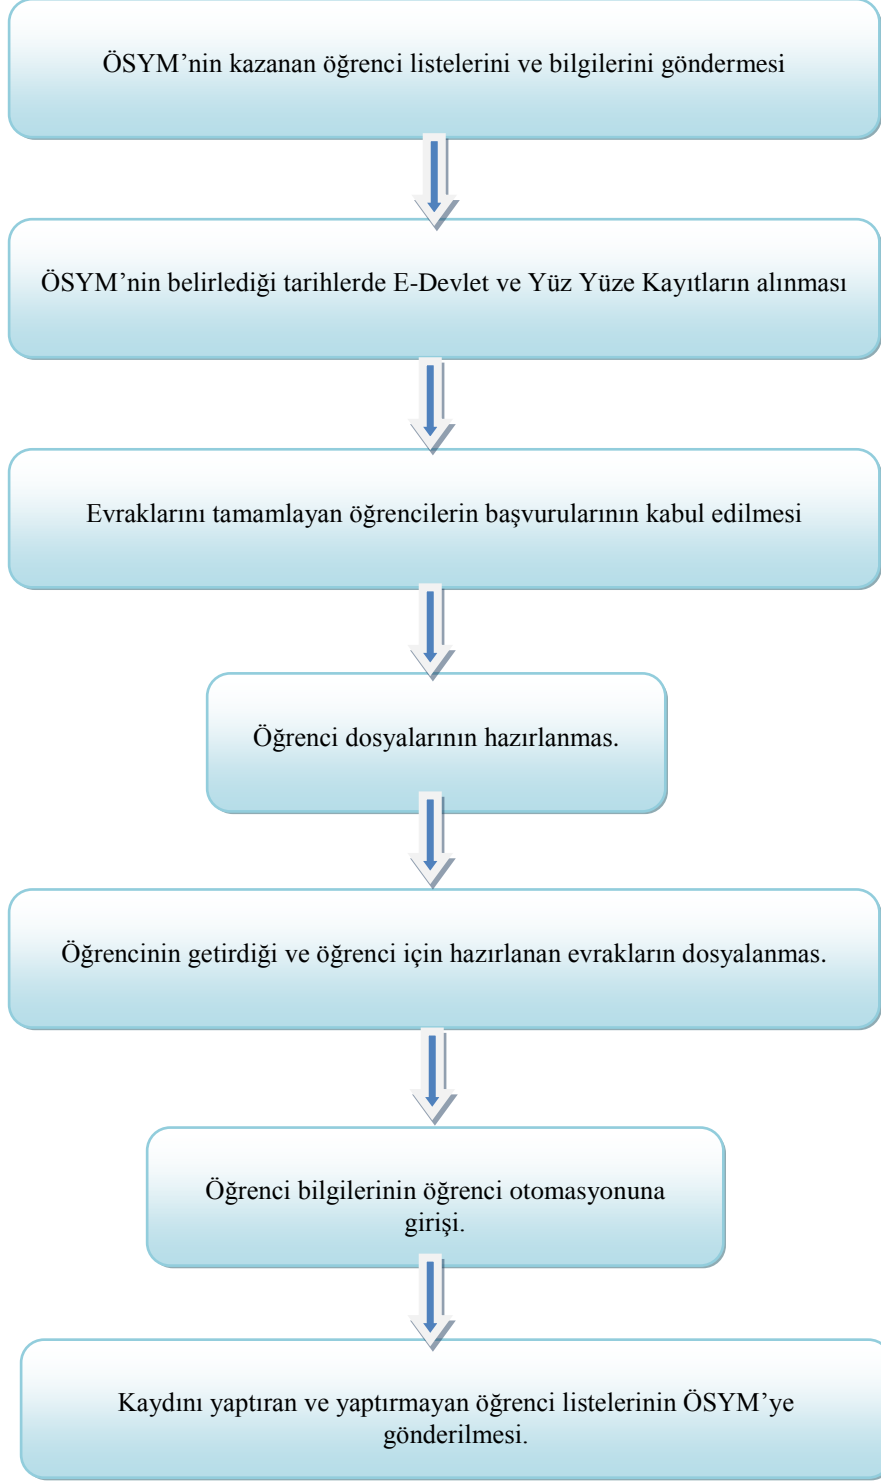 ÖSYM’nin kazanan öğrenci listelerini ve bilgilerini göndermesi
ÖSYM’nin belirlediği tarihlerde E-Devlet ve Yüz Yüze Kayıtların alınması
Evraklarını tamamlayan öğrencilerin başvurularının kabul edilmesi
Öğrenci dosyalarının hazırlanmas.
Öğrencinin getirdiği ve öğrenci için hazırlanan evrakların dosyalanmas.
Öğrenci bilgilerinin öğrenci otomasyonuna
girişi.
Kaydını yaptıran ve yaptırmayan öğrenci listelerinin ÖSYM’ye
gönderilmesi.